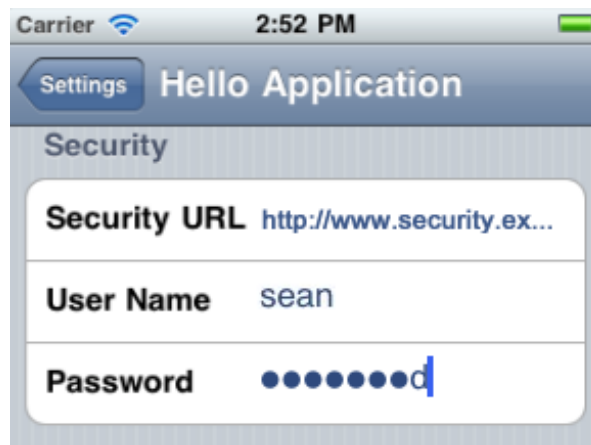 Carrier 2:52 PM
Settings Hello Application
Security
Security URL http://www.security.ex...
User Name sean
Password ●●●●●●●d